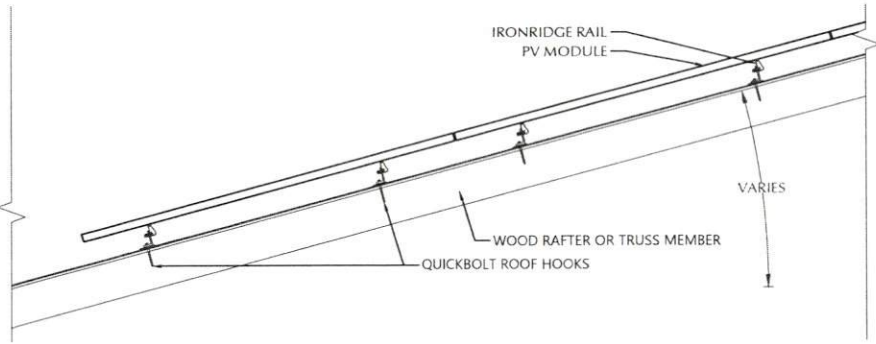 IRONRIDGE RAIL
PV MODULE
VARIES
WOOD RAFTER OR TRUSS MEMBER
QUICKBOLT ROOF HOOKS